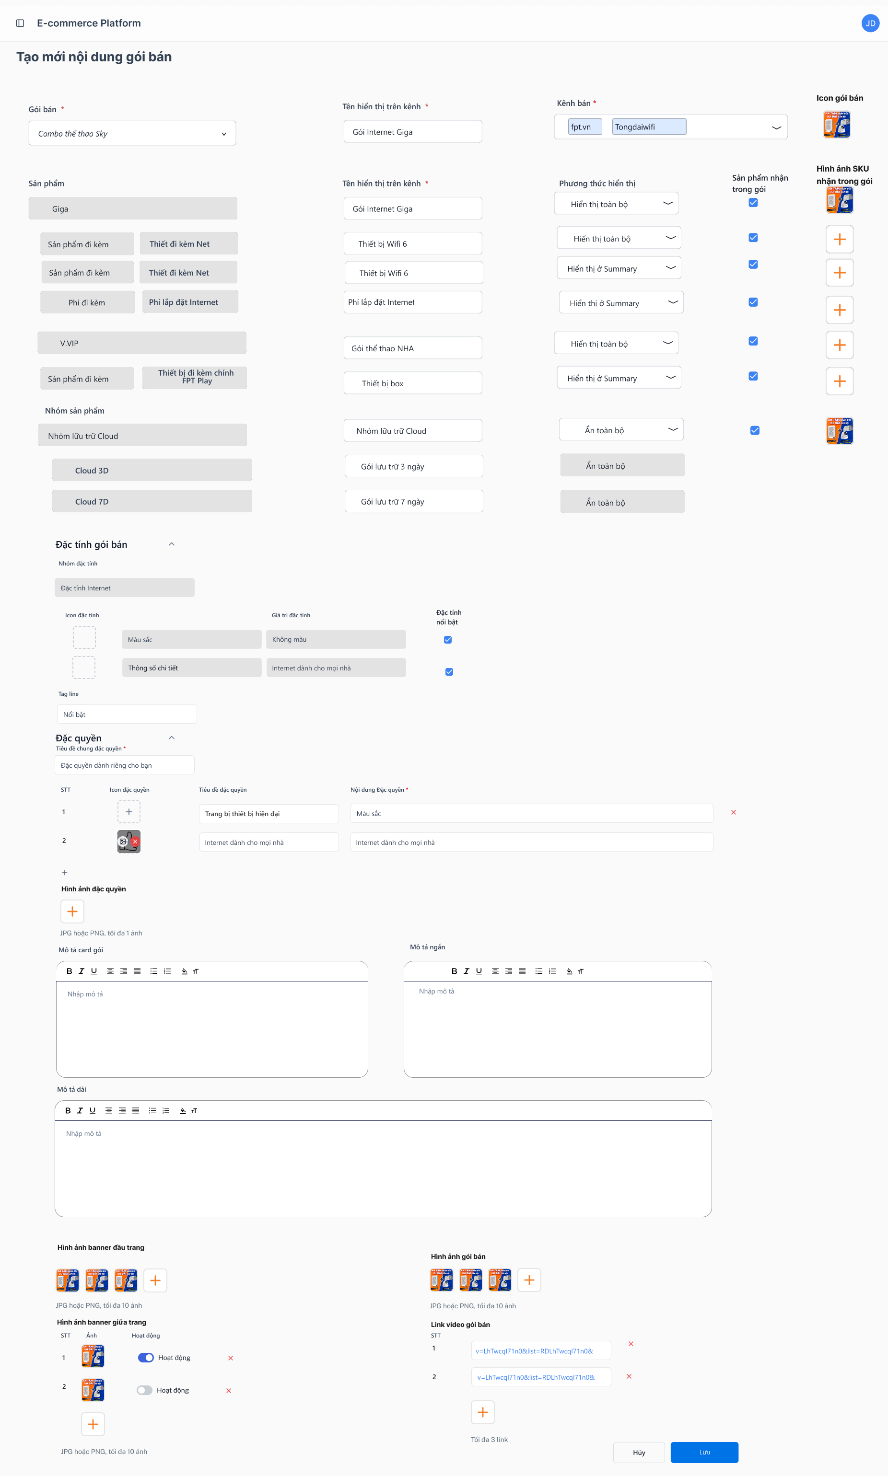 E-commerce Platform
JD
Tạo mới nội dung gói bán
Gói bán *
Combo thể thao Sky
Tên hiển thị trên kênh *
Gói Internet Giga
Kênh bán *
fpt.vn
Tongdaiwifi
Icon gói bán
Sản phẩm
Tên hiển thị trên kênh *
Phương thức hiển thị
Sản phẩm nhận
trong gói
Hình ảnh SKU
nhận trong gói
Giga
Gói Internet Giga
Hiển thị toàn bộ
Sản phẩm đi kèm
Thiết đi kèm Net
Thiết bị Wifi 6
Hiển thị toàn bộ
Sản phẩm đi kèm
Thiết đi kèm Net
Thiết bị Wifi 6
Hiển thị ở Summary
Phí đi kèm
Phí lắp đặt Internet
Phí lắp đặt Internet
Hiển thị ở Summary
V.VIP
Gói thể thao NHA
Hiển thị toàn bộ
Sản phẩm đi kèm
Thiết bị đi kèm chính
FPT Play
Thiết bị box
Hiển thị ở Summary
Nhóm sản phẩm
Nhóm lữu trữ Cloud
Nhóm lữu trữ Cloud
Ẩn toàn bộ
Cloud 3D
Gói lưu trữ 3 ngày
Ẩn toàn bộ
Cloud 7D
Gói lưu trữ 7 ngày
Ẩn toàn bộ
Đặc tính gói bán
Nhóm đặc tính
Đặc tính Internet
Icon đặc tính
Giá trị đặc tính
Đặc tính
nổi bật
Màu sắc
Không màu
Thông số chi tiết
Internet dành cho mọi nhà
Tag line
Nổi bật
Đặc quyền
Tiêu đề chung đặc quyền *
Đặc quyền dành riêng cho bạn
STT
Icon đặc quyền
Tiêu đề đặc quyền
Nội dung Đặc quyền *
1
Trang bị thiết bị hiện đại
Màu sắc
2
Internet dành cho mọi nhà
Internet dành cho mọi nhà
Hình ảnh đặc quyền
JPG hoặc PNG, tối đa 1 ảnh
Mô tả card gói
Mô tả ngắn
B I U
B I U
Nhập mô tả
Nhập mô tả
Mô tả dài
B I U
Nhập mô tả
Hình ảnh banner đầu trang
JPG hoặc PNG, tối đa 10 ảnh
Hình ảnh gói bán
JPG hoặc PNG, tối đa 10 ảnh
Hình ảnh banner giữa trang
STT
Ảnh
Hoạt động
1
Hoạt động
2
Hoạt động
JPG hoặc PNG, tối đa 10 ảnh
Link video gói bán
STT
1
v=LhTwcqI71n0&list=RDLhTwcqI71n0&
2
v=LhTwcqI71n0&list=RDLhTwcqI71n0&
Tối đa 3 link
Hủy
Lưu